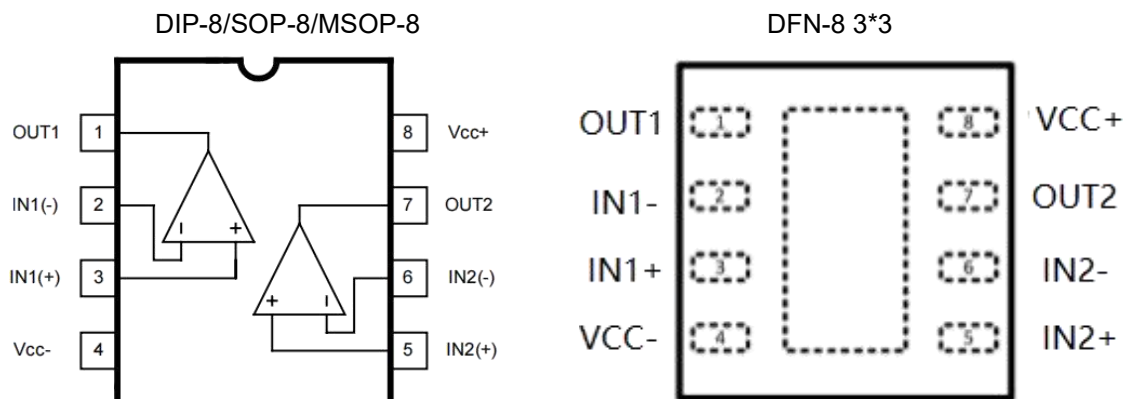 DIP-8/SOP-8/MSOP-8
OUT1 1
IN1(-) 2
IN1(+) 3
Vcc- 4
8 Vcc+
7 OUT2
6 IN2(-)
5 IN2(+)
- +
+ -
DFN-8 3*3
OUT1 1
IN1- 2
IN1+ 3
VCC- 4
8 VCC+
7 OUT2
6 IN2-
5 IN2+